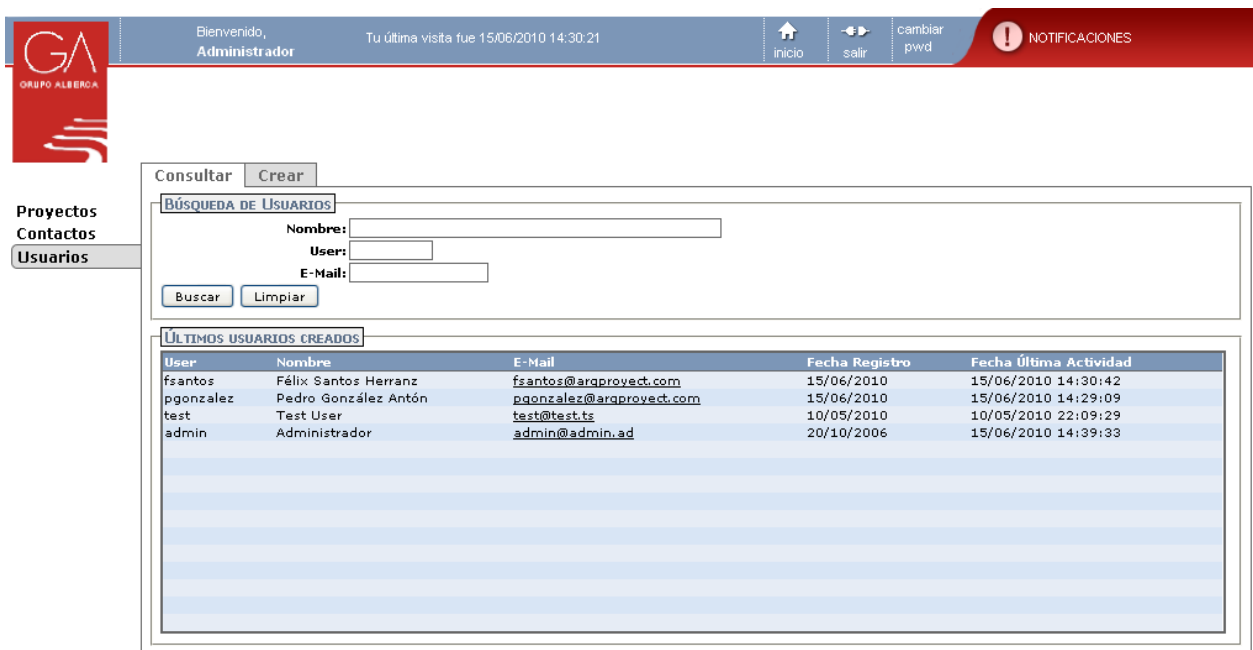 GA
GRUPO ALBERCA
Bienvenido,
Administrador
Tu última visita fue 15/06/2010 14:30:21
inicio
salir
cambiar
pwd
! NOTIFICACIONES
Proyectos
Contactos
Usuarios
Consultar Crear
BÚSQUEDA DE USUARIOS
Nombre:
User:
E-Mail:
Buscar Limpiar
ÚLTIMOS USUARIOS CREADOS
User Nombre E-Mail Fecha Registro Fecha Última Actividad
fsantos Félix Santos Herranz fsantos@arqproyect.com 15/06/2010 15/06/2010 14:30:42
pgonzalez Pedro González Antón pgonzalez@arqproyect.com 15/06/2010 15/06/2010 14:29:09
test Test User test@test.ts 10/05/2010 10/05/2010 22:09:29
admin Administrador admin@admin.ad 20/10/2006 15/06/2010 14:39:33